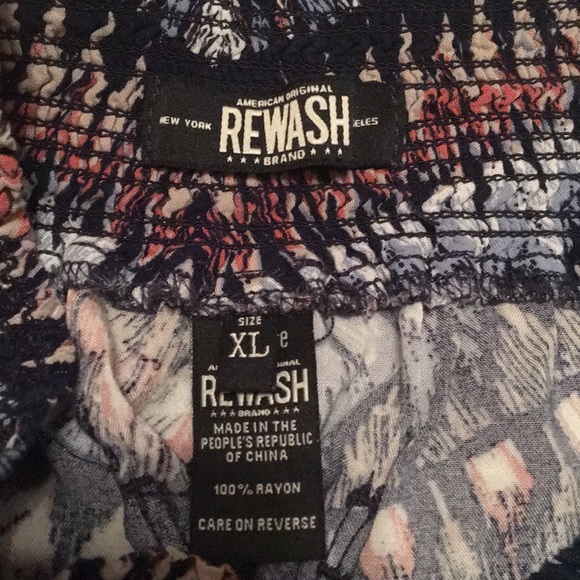 AMERICAN ORIGINAL
NEW YORK REWASH ELES
★★★ BRAND ★★★
SIZE
XL e
REWASH
★★★ BRAND ★★★
MADE IN THE
PEOPLE'S REPUBLIC
OF CHINA
100% RAYON
CARE ON REVERSE